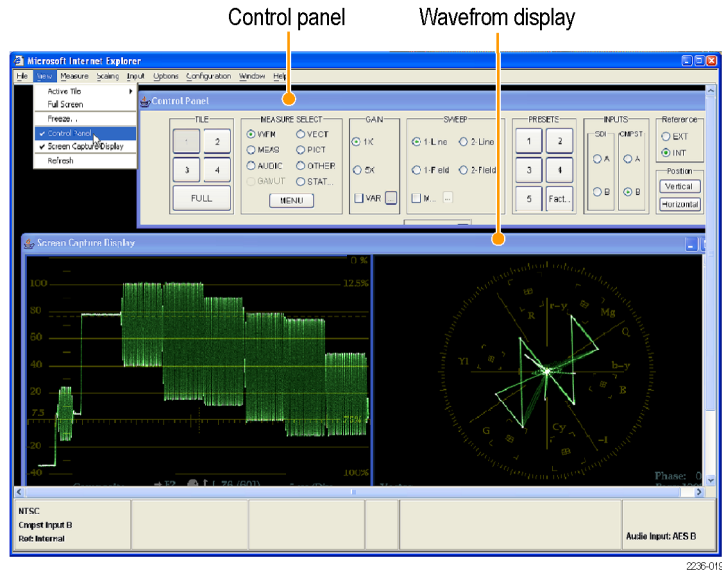 Control panel
Wavefrom display
Microsoft Internet Explorer
File View Measure Scaling Input Options Configuration Window Help
Active Tile
Full Screen
Freeze...
Control Panel
Screen Capture Display
Refresh
Control Panel
TILE
1 2
3 4
FULL
MEASURE SELECT
WFM VECT
MEAS PICT
AUDIO OTHER
GAMUT STAT...
MENU
GAIN
1X
5X
VAR ...
SWEEP
1-Line 2-Line
1-Field 2-Field
M... ...
PRESETS
1 2
3 4
5 Fact...
INPUTS
SDI CMPST
A A
B B
Reference
EXT
INT
Position
Vertical
Horizontal
Screen Capture Display
100
80
60
40
20
7.5
-20
-40
0 %
12.5%
75%
100%
r-y
R
Mg
Q
Yl
b-y
B
G
Cy
-I
Phase: 0
NTSC
Cmpst Input B
Ref: Internal
Audio Input: AES B
2236-019